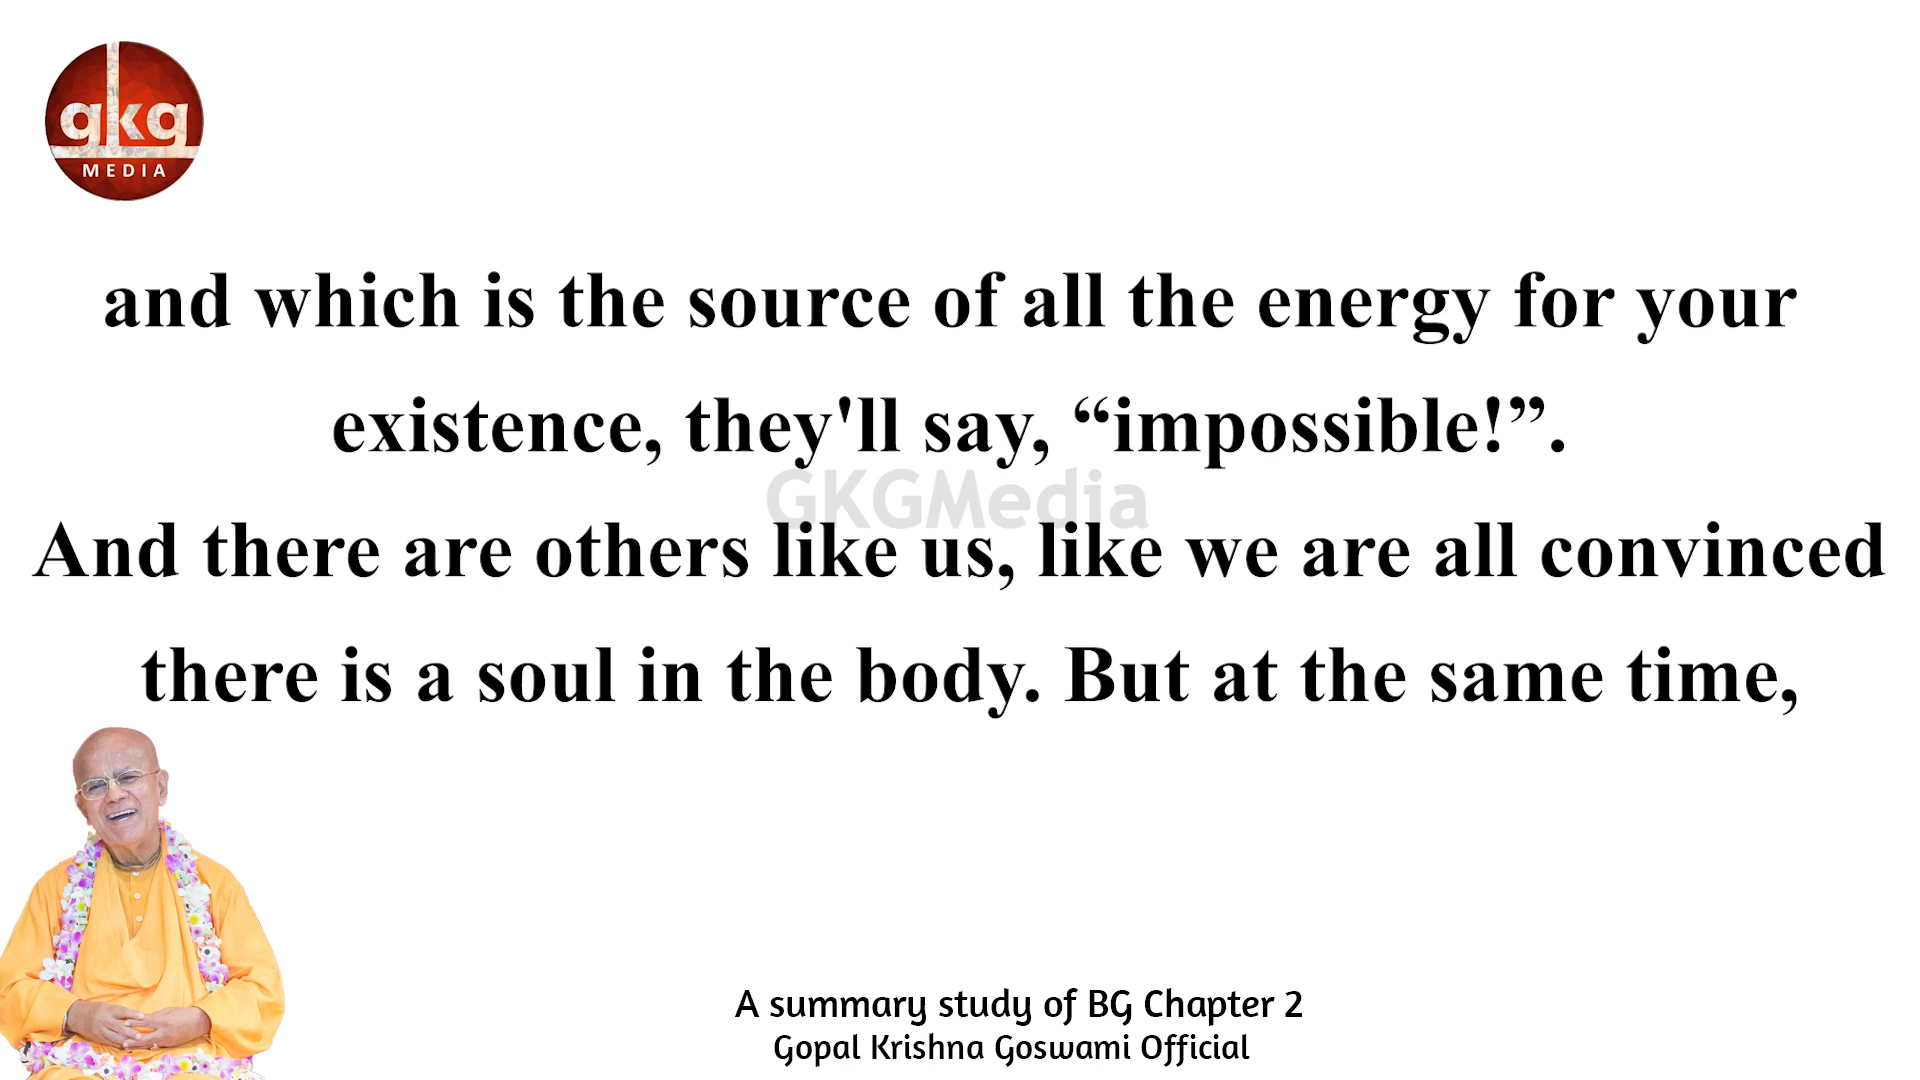 gkg
MEDIA
and which is the source of all the energy for your
existence, they'll say, “impossible!”.
GKGMedia
And there are others like us, like we are all convinced
there is a soul in the body. But at the same time,
A summary study of BG Chapter 2
Gopal Krishna Goswami Official